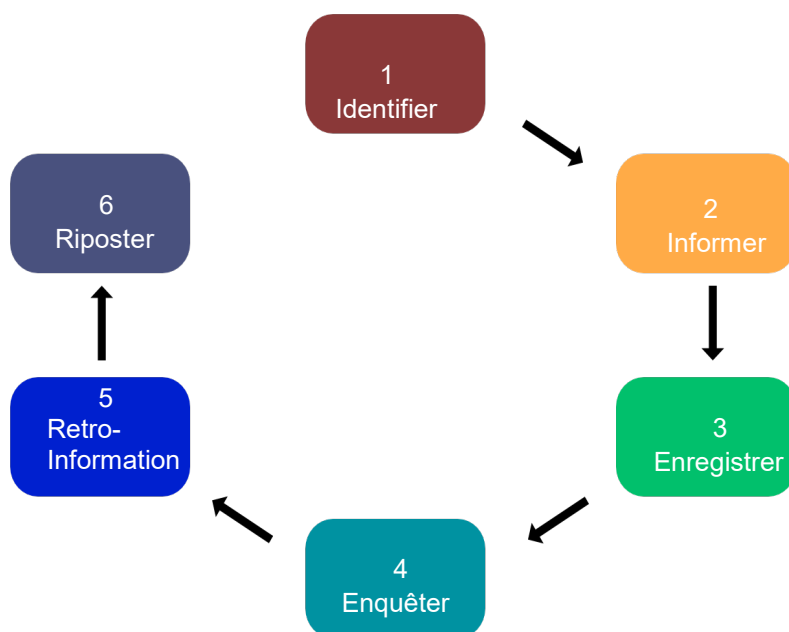 1
Identifier
2
Informer
3
Enregistrer
4
Enquêter
5
Retro-
Information
6
Riposter